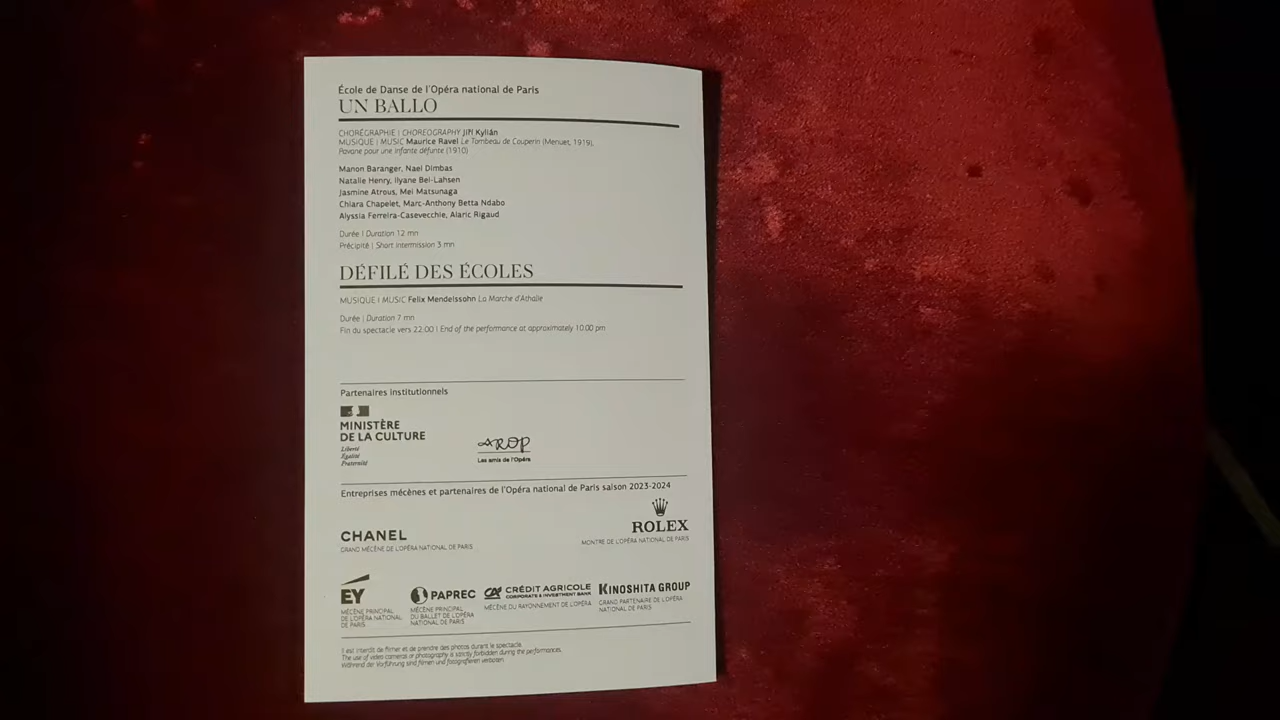 École de Danse de l'Opéra national de Paris
UN BALLO
CHORÉGRAPHIE | CHOREOGRAPHY Jiří Kylián
MUSIQUE | MUSIC Maurice Ravel Le Tombeau de Couperin (Menuet, 1919),
Pavane pour une infante défunte (1910)
Manon Baranger, Nael Dimbas
Natalie Henry, Ilyane Bel-Lahsen
Jasmine Atrous, Mei Matsunaga
Chiara Chapelet, Marc-Anthony Betta Ndabo
Alyssia Ferreira-Casevecchie, Alaric Rigaud
Durée | Duration 12 mn
Précipité | Short intermission 3 mn
DÉFILÉ DES ÉCOLES
MUSIQUE | MUSIC Felix Mendelssohn La Marche d'Athalie
Durée | Duration 7 mn
Fin du spectacle vers 22:00 | End of the performance at approximately 10:00 pm
Partenaires institutionnels
MINISTÈRE
DE LA CULTURE
Liberté
Égalité
Fraternité
AROP
Les amis de l'Opéra
Entreprises mécènes et partenaires de l'Opéra national de Paris saison 2023-2024
CHANEL
GRAND MÉCÈNE DE L'OPÉRA NATIONAL DE PARIS
ROLEX
MONTRE DE L'OPÉRA NATIONAL DE PARIS
EY
MÉCÈNE PRINCIPAL
DE L'OPÉRA NATIONAL
DE PARIS
PAPREC
MÉCÈNE PRINCIPAL
DU BALLET DE L'OPÉRA
NATIONAL DE PARIS
CRÉDIT AGRICOLE
CORPORATE & INVESTMENT BANK
MÉCÈNE DU RAYONNEMENT DE L'OPÉRA
KINOSHITA GROUP
GRAND PARTENAIRE DE L'OPÉRA
NATIONAL DE PARIS
Il est interdit de filmer et de prendre des photos durant le spectacle.
The use of video cameras or photography is strictly forbidden during the performances.
Während der Vorführung sind filmen und fotografieren verboten.